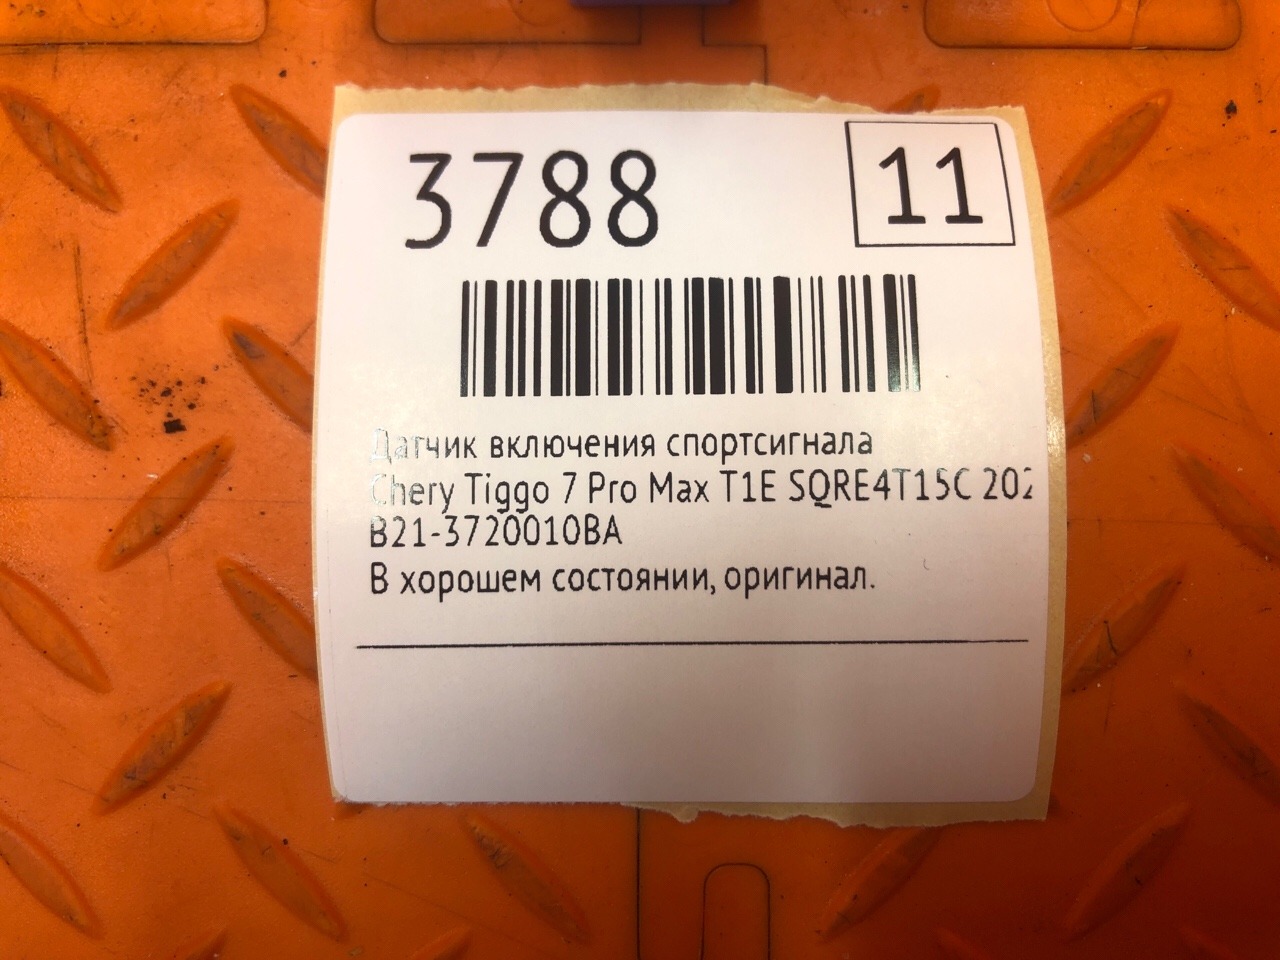 3788
11
Датчик включения спортсигнала
Chery Tiggo 7 Pro Max T1E SQRE4T15C 202
B21-3720010BA
В хорошем состоянии, оригинал.